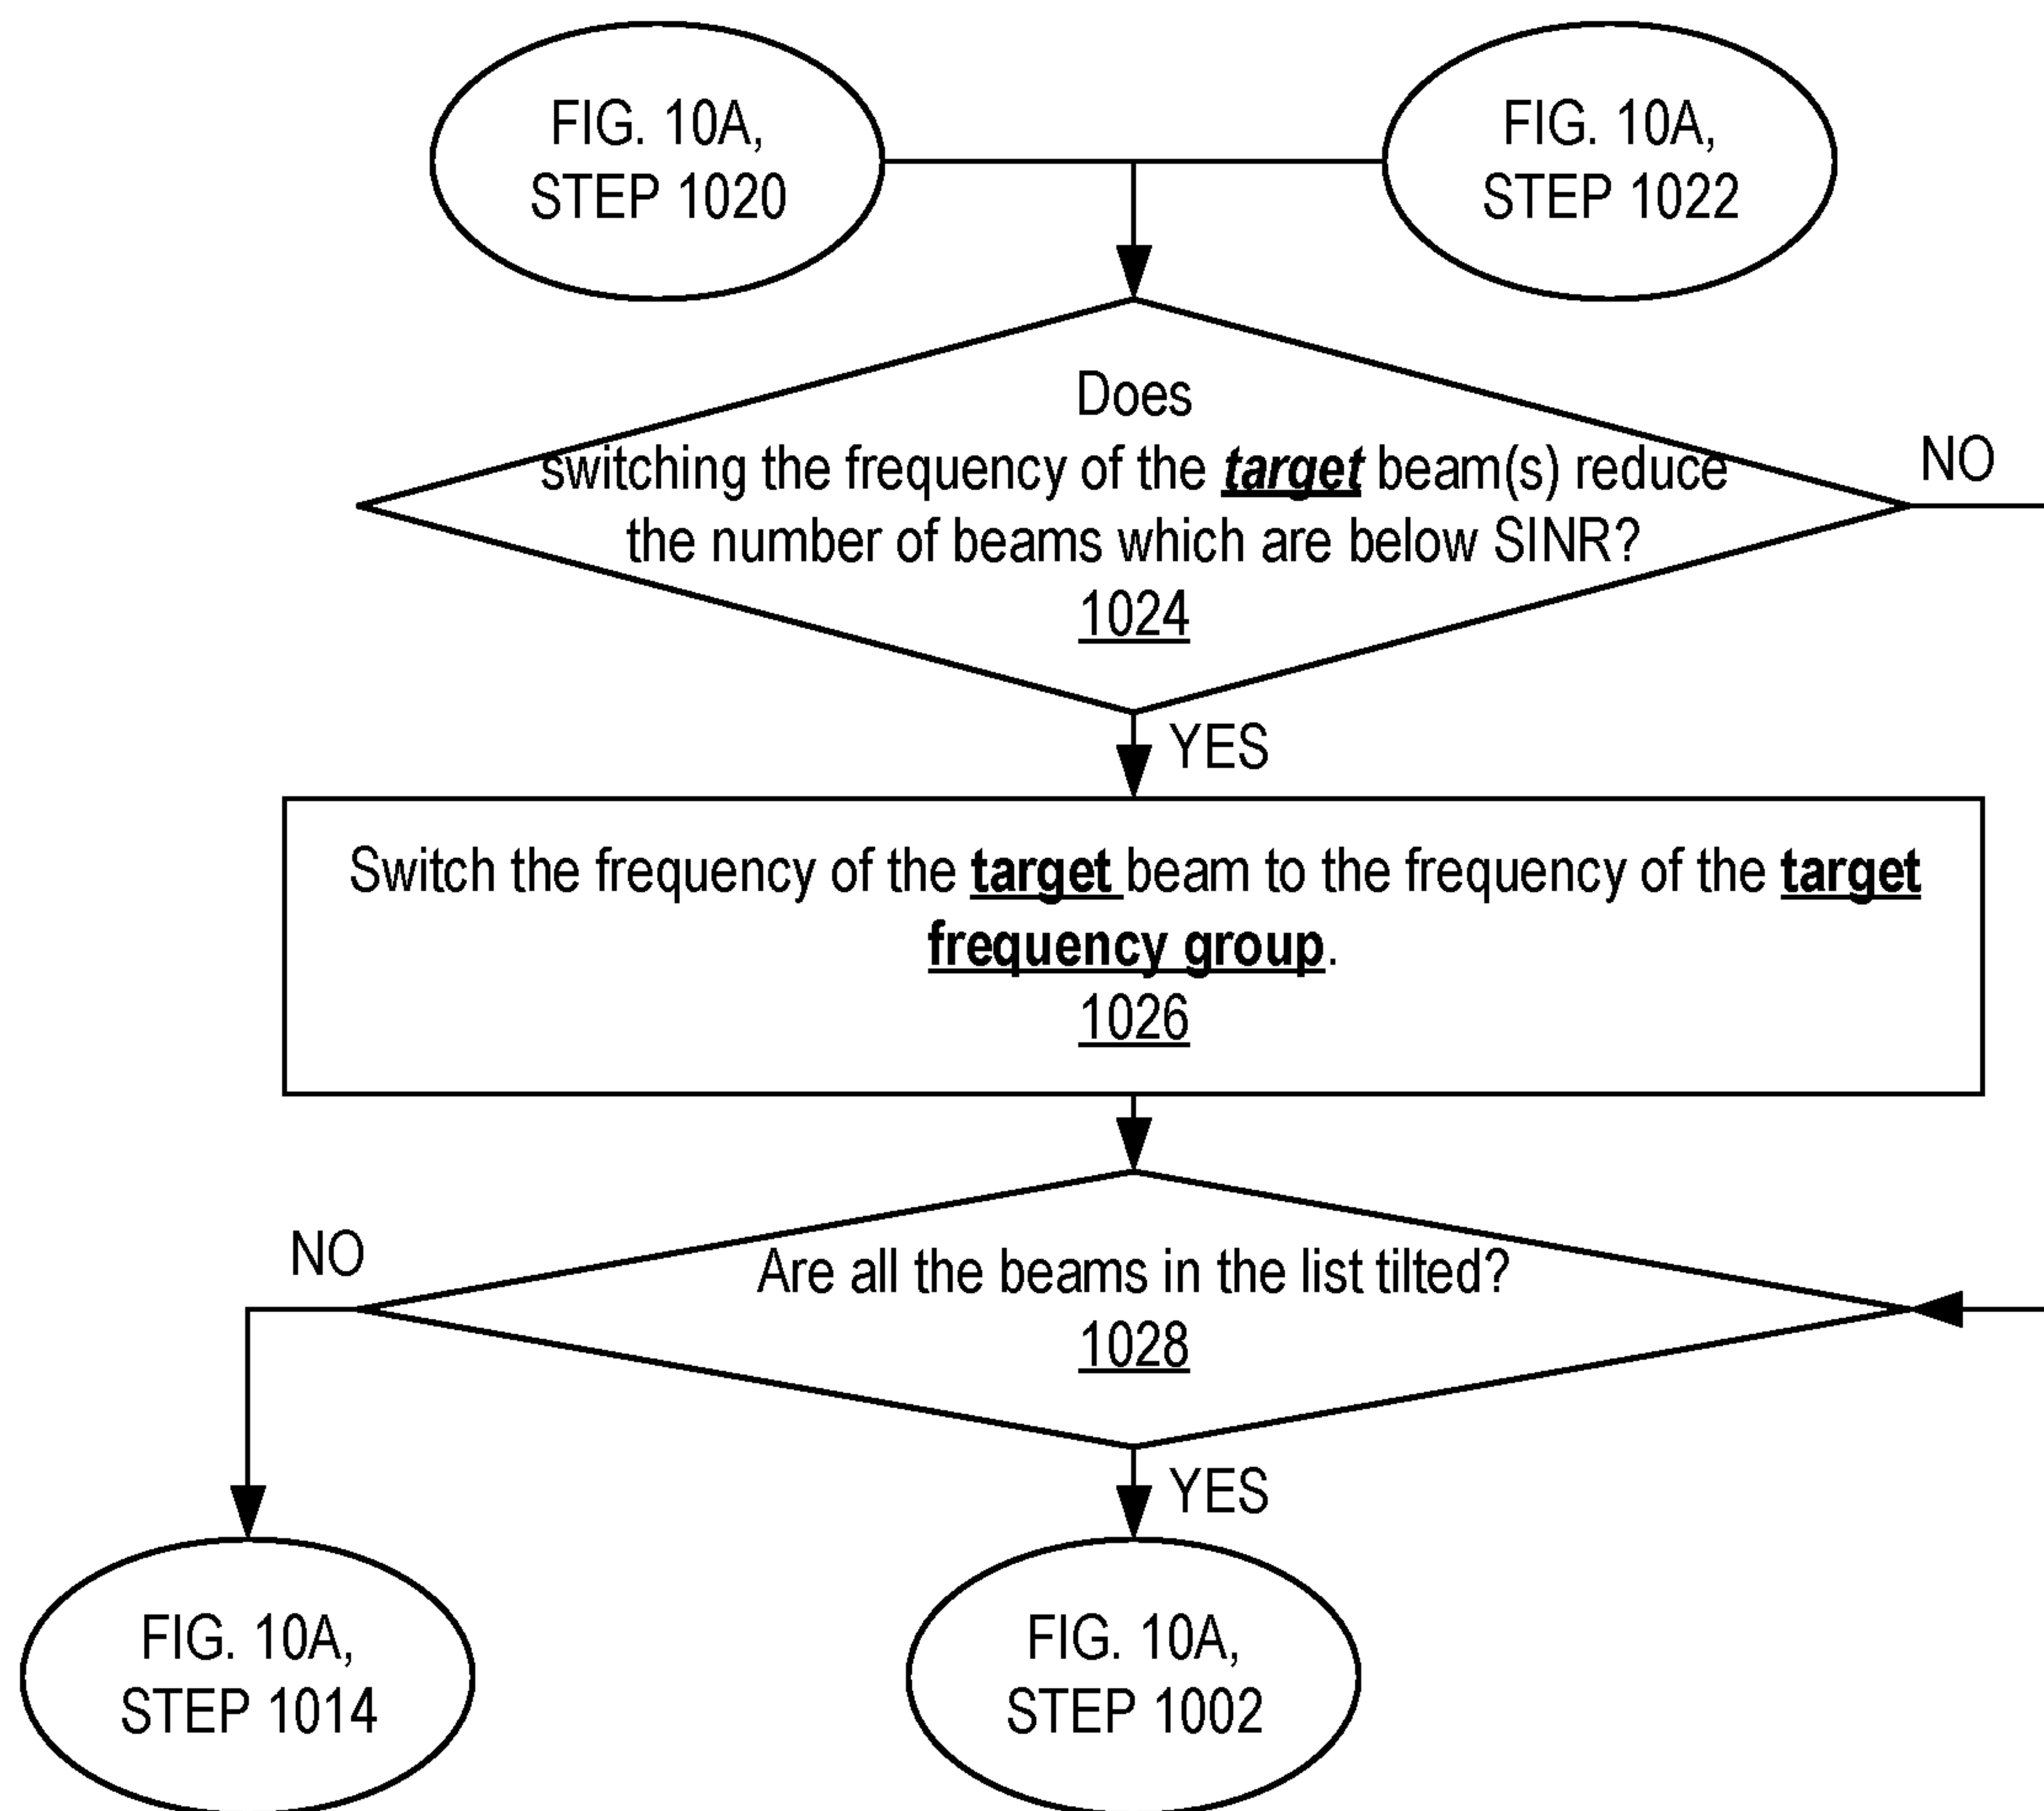 FIG. 10A,
STEP 1020
FIG. 10A,
STEP 1022
Does
switching the frequency of the target beam(s) reduce
the number of beams which are below SINR?
1024
NO
YES
Switch the frequency of the target beam to the frequency of the target
frequency group.
1026
NO
Are all the beams in the list tilted?
1028
YES
FIG. 10A,
STEP 1014
FIG. 10A,
STEP 1002